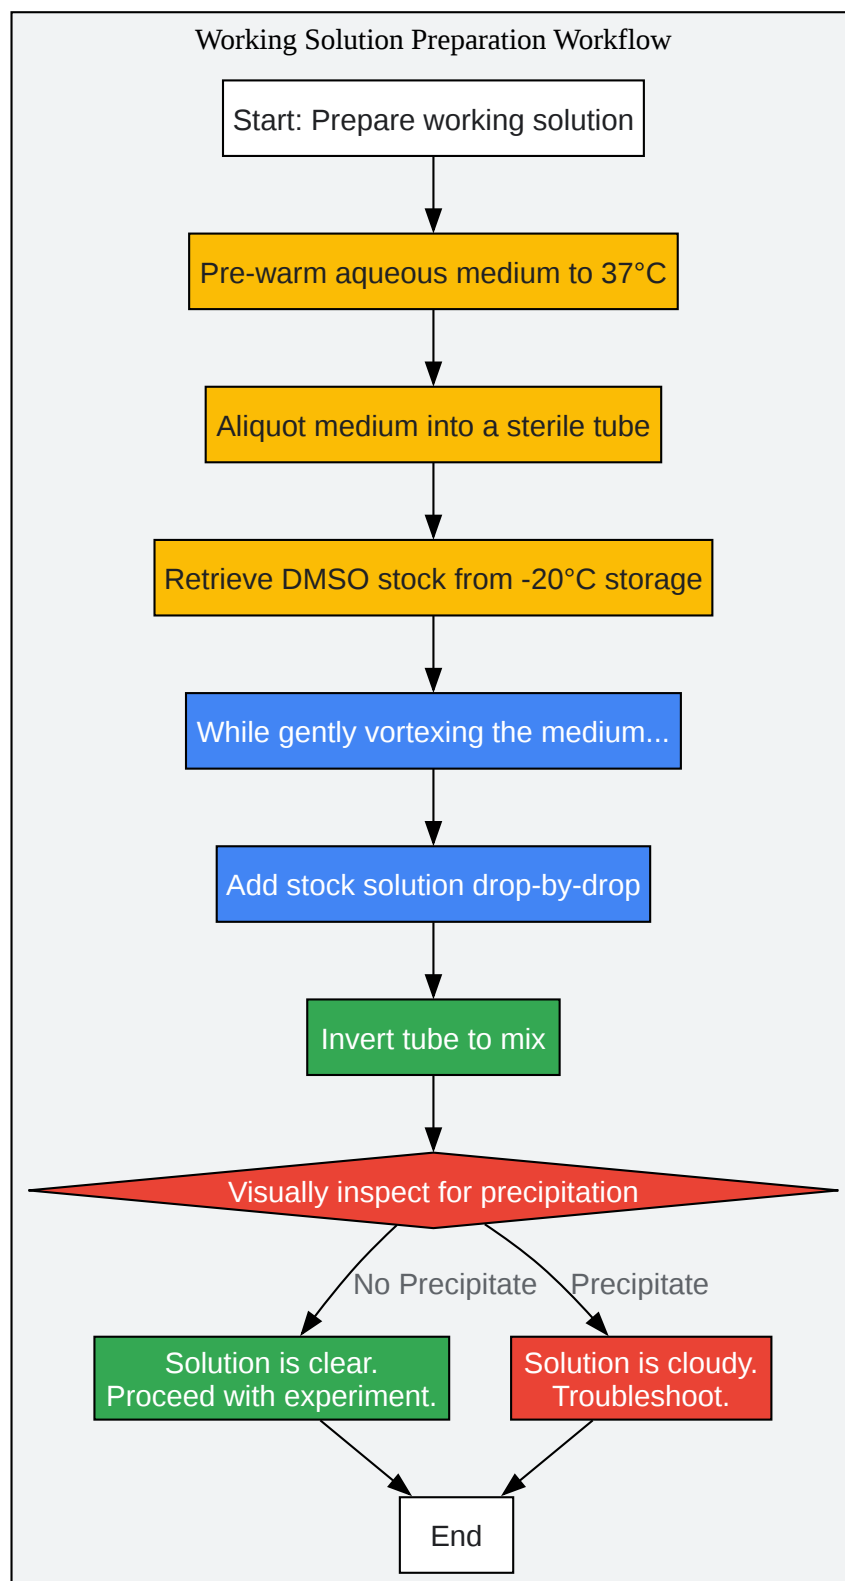 Working Solution Preparation Workflow
Start: Prepare working solution
Pre-warm aqueous medium to 37°C
Aliquot medium into a sterile tube
Retrieve DMSO stock from -20°C storage
While gently vortexing the medium...
Add stock solution drop-by-drop
Invert tube to mix
Visually inspect for precipitation
No Precipitate
Precipitate
Solution is clear.
Proceed with experiment.
Solution is cloudy.
Troubleshoot.
End